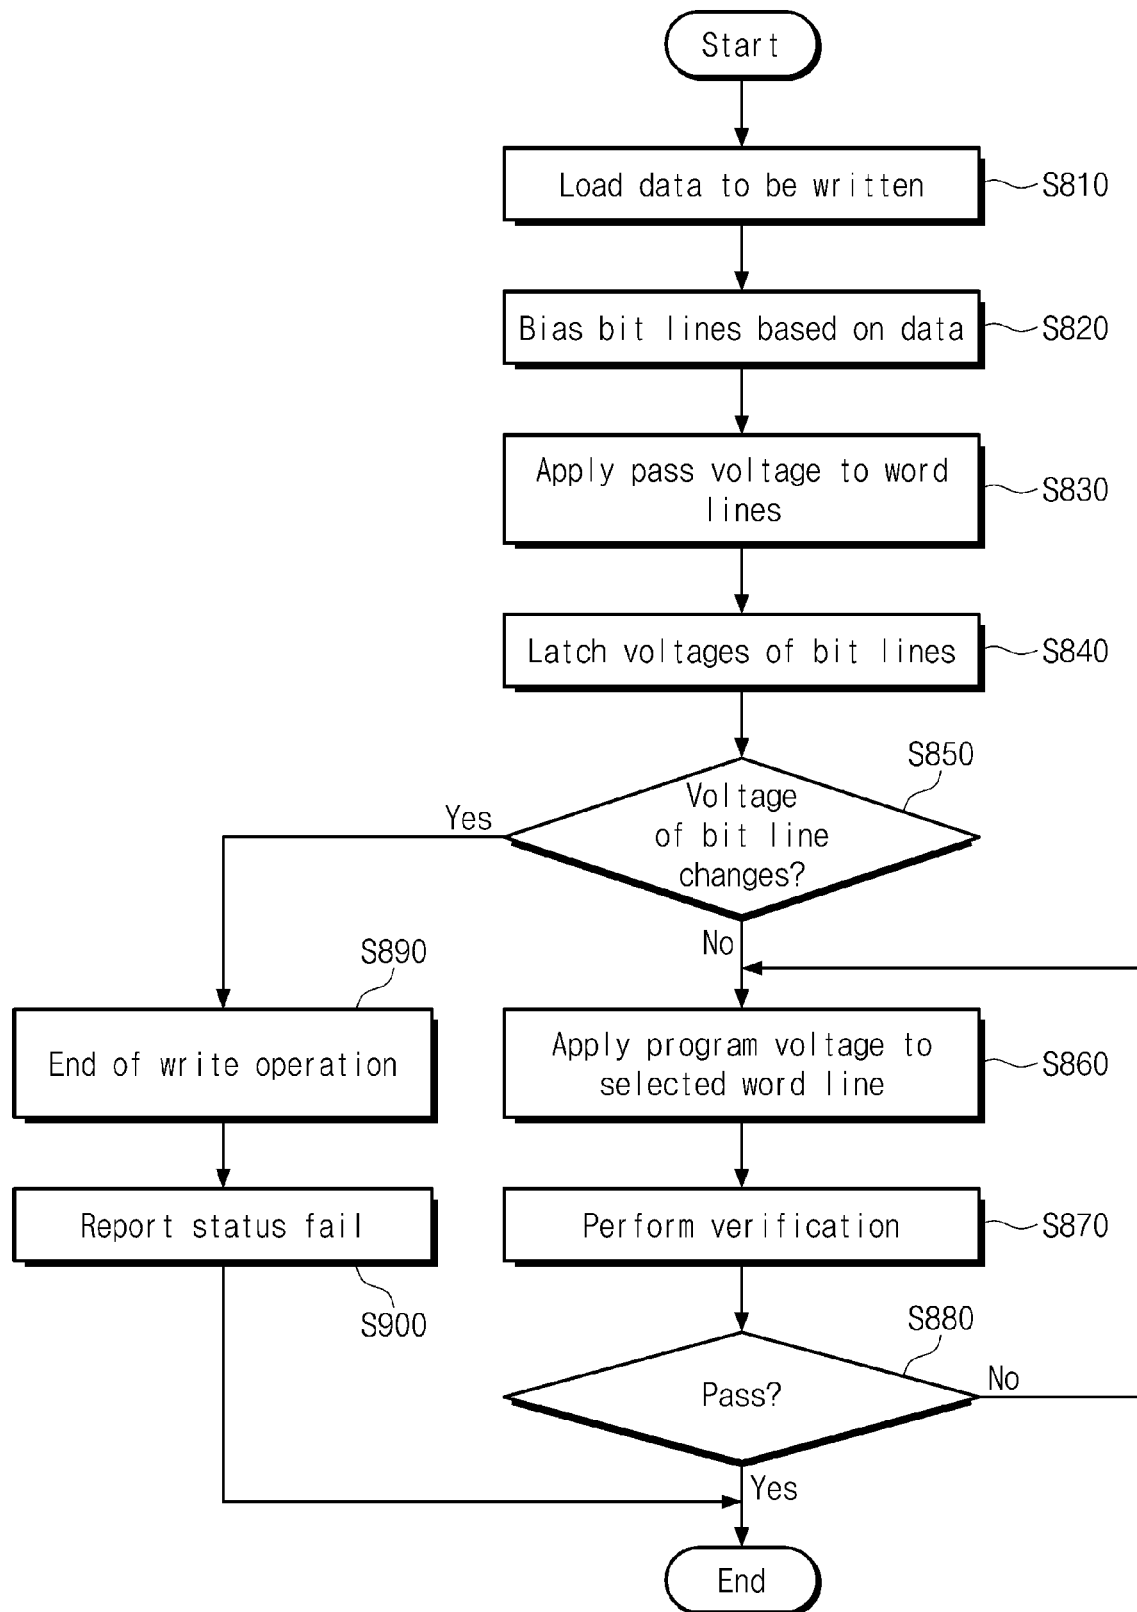 Start
Load data to be written
S810
Bias bit lines based on data
S820
Apply pass voltage to word
lines
S830
Latch voltages of bit lines
S840
S850
Voltage
of bit line
changes?
Yes
No
S890
End of write operation
Apply program voltage to
selected word line
S860
Report status fail
S900
Perform verification
S870
S880
Pass?
No
Yes
End